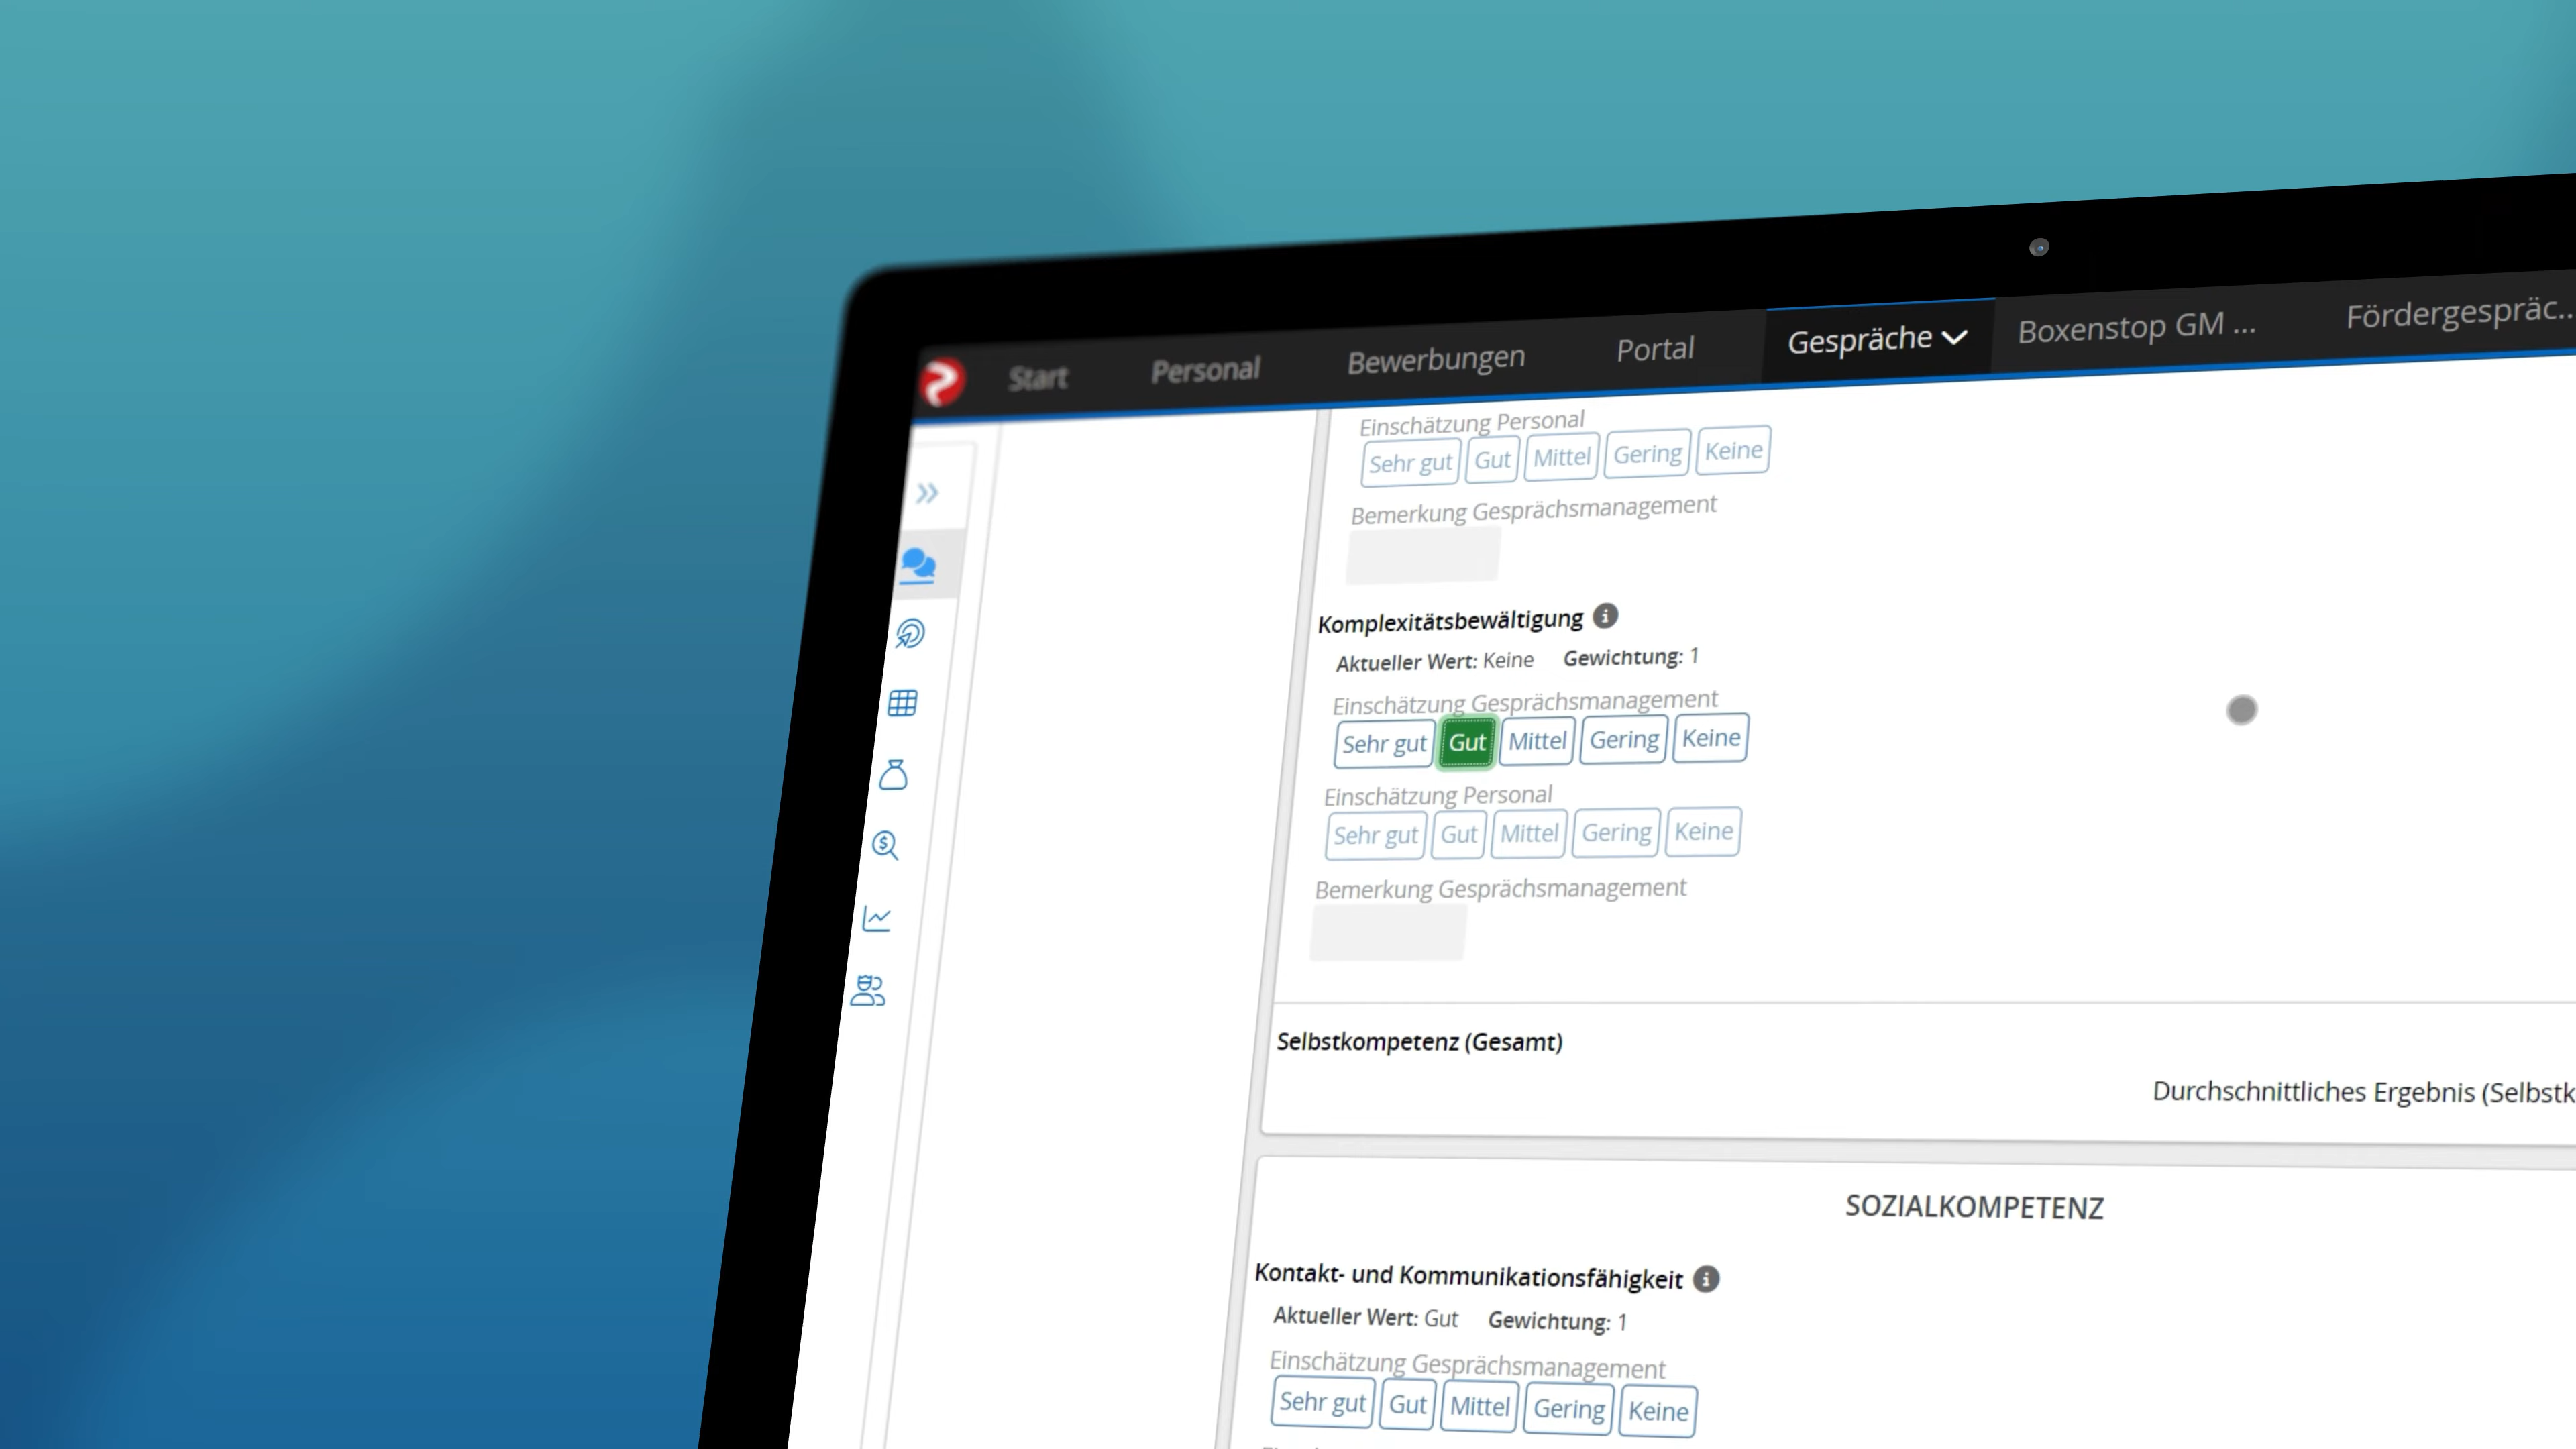 Start Personal Bewerbungen Portal Gespräche Boxenstop GM ... Fördergespräc...
Einschätzung Personal
Sehr gut Gut Mittel Gering Keine
Bemerkung Gesprächsmanagement
Komplexitätsbewältigung
Aktueller Wert: Keine Gewichtung: 1
Einschätzung Gesprächsmanagement
Sehr gut Gut Mittel Gering Keine
Einschätzung Personal
Sehr gut Gut Mittel Gering Keine
Bemerkung Gesprächsmanagement
Selbstkompetenz (Gesamt)
Durchschnittliches Ergebnis (Selbstk
SOZIALKOMPETENZ
Kontakt- und Kommunikationsfähigkeit
Aktueller Wert: Gut Gewichtung: 1
Einschätzung Gesprächsmanagement
Sehr gut Gut Mittel Gering Keine